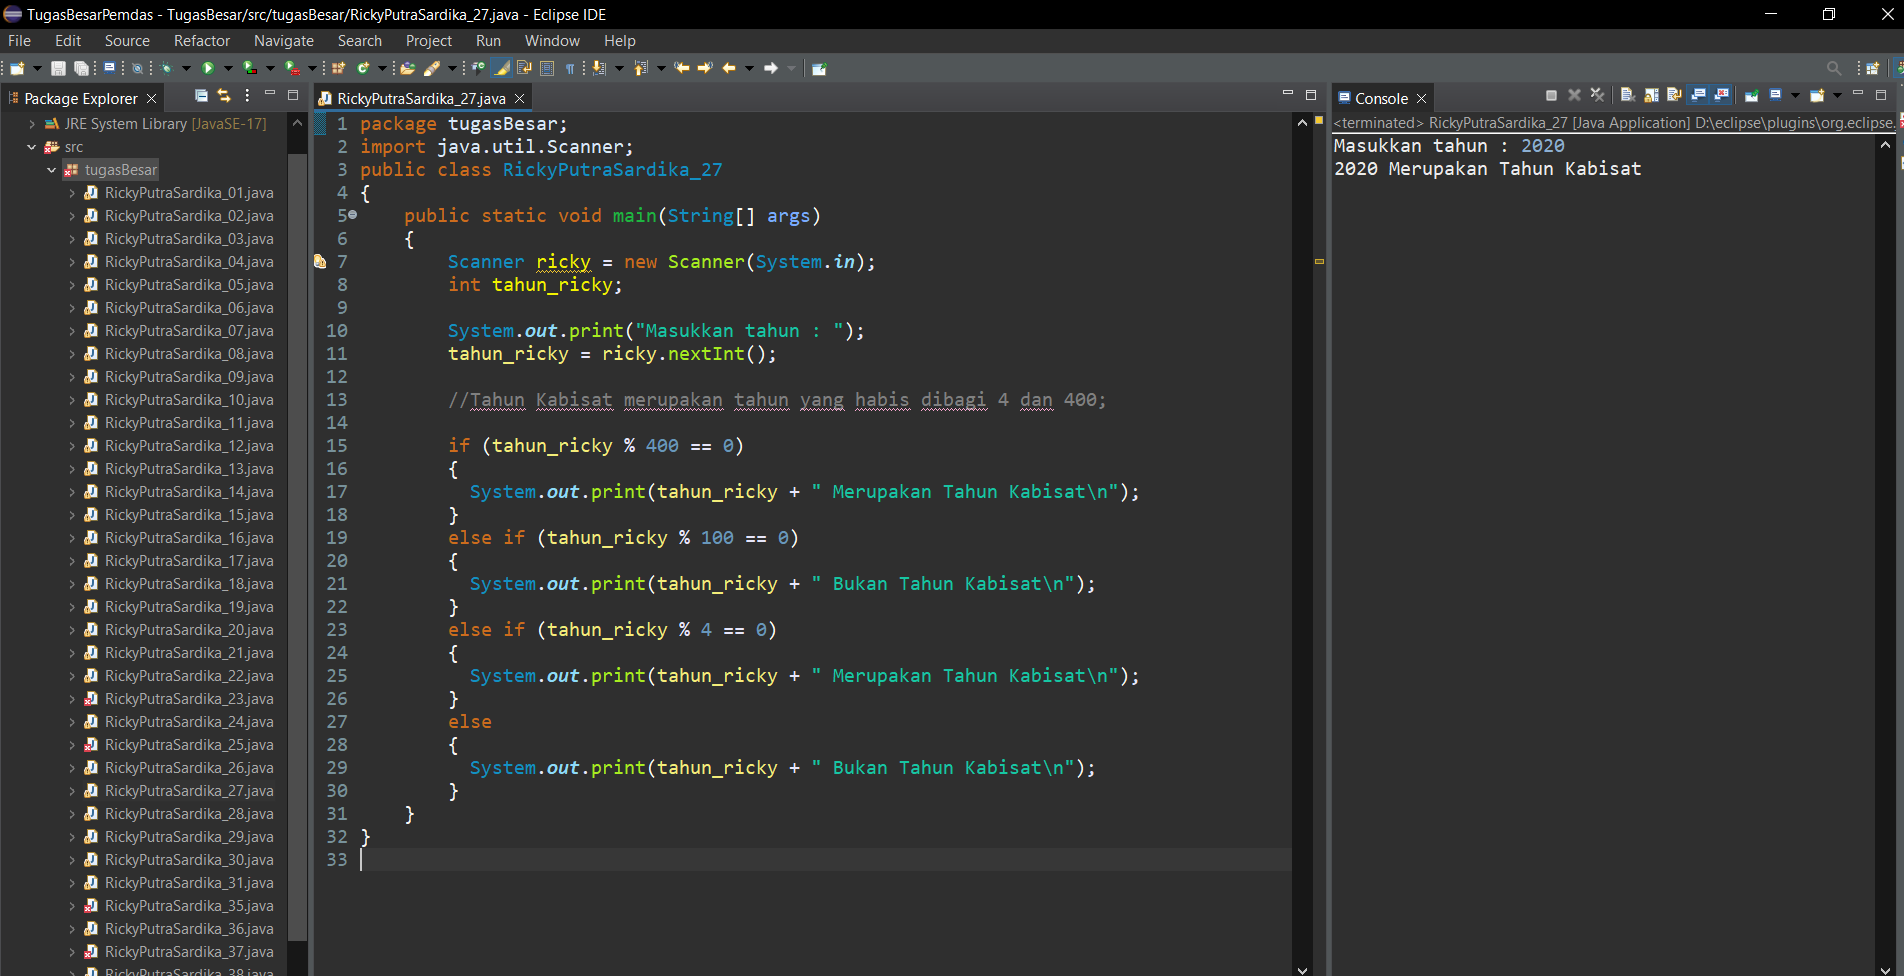 TugasBesarPemdas - TugasBesar/src/tugasBesar/RickyPutraSardika_27.java - Eclipse IDE
File Edit Source Refactor Navigate Search Project Run Window Help
Package Explorer
JRE System Library [JavaSE-17]
src
tugasBesar
RickyPutraSardika_01.java
RickyPutraSardika_02.java
RickyPutraSardika_03.java
RickyPutraSardika_04.java
RickyPutraSardika_05.java
RickyPutraSardika_06.java
RickyPutraSardika_07.java
RickyPutraSardika_08.java
RickyPutraSardika_09.java
RickyPutraSardika_10.java
RickyPutraSardika_11.java
RickyPutraSardika_12.java
RickyPutraSardika_13.java
RickyPutraSardika_14.java
RickyPutraSardika_15.java
RickyPutraSardika_16.java
RickyPutraSardika_17.java
RickyPutraSardika_18.java
RickyPutraSardika_19.java
RickyPutraSardika_20.java
RickyPutraSardika_21.java
RickyPutraSardika_22.java
RickyPutraSardika_23.java
RickyPutraSardika_24.java
RickyPutraSardika_25.java
RickyPutraSardika_26.java
RickyPutraSardika_27.java
RickyPutraSardika_28.java
RickyPutraSardika_29.java
RickyPutraSardika_30.java
RickyPutraSardika_31.java
RickyPutraSardika_35.java
RickyPutraSardika_36.java
RickyPutraSardika_37.java
RickyPutraSardika_38.java
RickyPutraSardika_27.java
1 package tugasBesar;
2 import java.util.Scanner;
3 public class RickyPutraSardika_27
4 {
5 public static void main(String[] args)
6 {
7 Scanner ricky = new Scanner(System.in);
8 int tahun_ricky;
9
10 System.out.print("Masukkan tahun : ");
11 tahun_ricky = ricky.nextInt();
12
13 //Tahun Kabisat merupakan tahun yang habis dibagi 4 dan 400;
14
15 if (tahun_ricky % 400 == 0)
16 {
17 System.out.print(tahun_ricky + " Merupakan Tahun Kabisat\n");
18 }
19 else if (tahun_ricky % 100 == 0)
20 {
21 System.out.print(tahun_ricky + " Bukan Tahun Kabisat\n");
22 }
23 else if (tahun_ricky % 4 == 0)
24 {
25 System.out.print(tahun_ricky + " Merupakan Tahun Kabisat\n");
26 }
27 else
28 {
29 System.out.print(tahun_ricky + " Bukan Tahun Kabisat\n");
30 }
31 }
32 }
33
Console
<terminated> RickyPutraSardika_27 [Java Application] D:\eclipse\plugins\org.eclipse.
Masukkan tahun : 2020
2020 Merupakan Tahun Kabisat